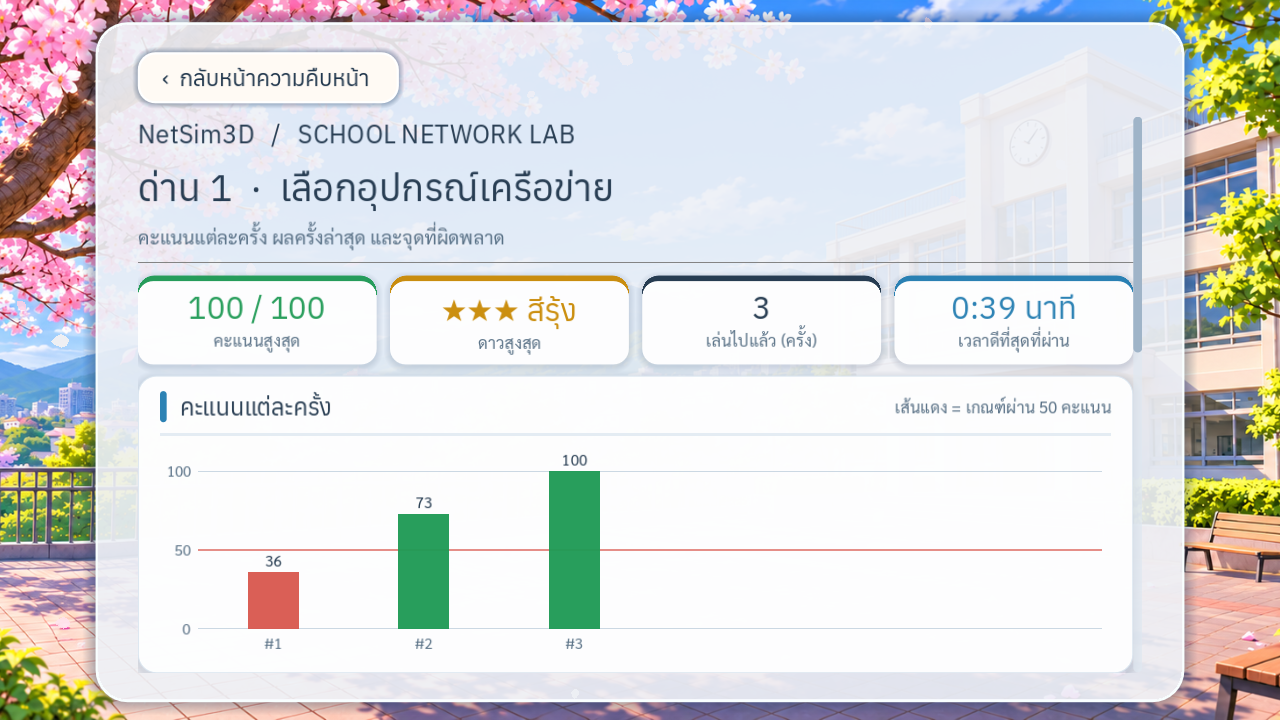 ‹ กลับหน้าความคืบหน้า
NetSim3D / SCHOOL NETWORK LAB
ด่าน 1 · เลือกอุปกรณ์เครือข่าย
คะแนนแต่ละครั้ง ผลครั้งล่าสุด และจุดที่ผิดพลาด
100 / 100
คะแนนสูงสุด
★★★ สีรุ้ง
ดาวสูงสุด
3
เล่นไปแล้ว (ครั้ง)
0:39 นาที
เวลาดีที่สุดที่ผ่าน
คะแนนแต่ละครั้ง
เส้นแดง = เกณฑ์ผ่าน 50 คะแนน
100
50
0
36
73
100
#1
#2
#3